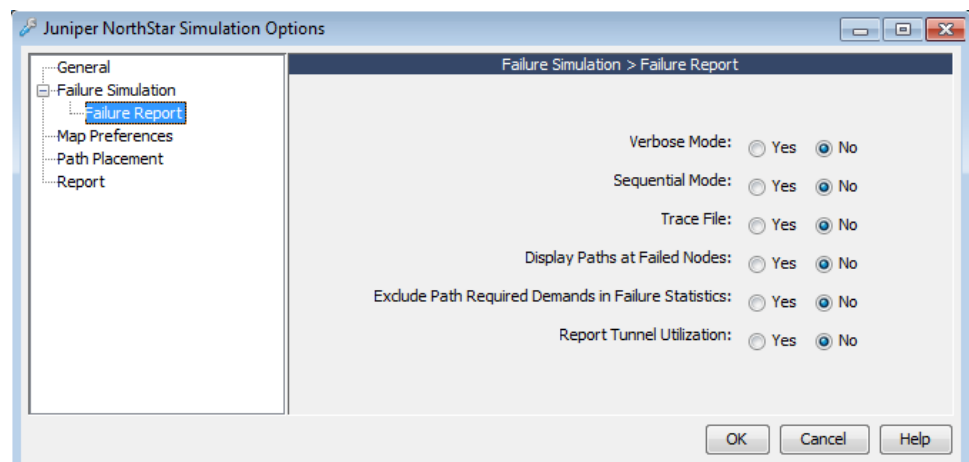 Juniper NorthStar Simulation Options
General
Failure Simulation
Failure Report
Map Preferences
Path Placement
Report
Failure Simulation > Failure Report
Verbose Mode: Yes No
Sequential Mode: Yes No
Trace File: Yes No
Display Paths at Failed Nodes: Yes No
Exclude Path Required Demands in Failure Statistics: Yes No
Report Tunnel Utilization: Yes No
OK Cancel Help